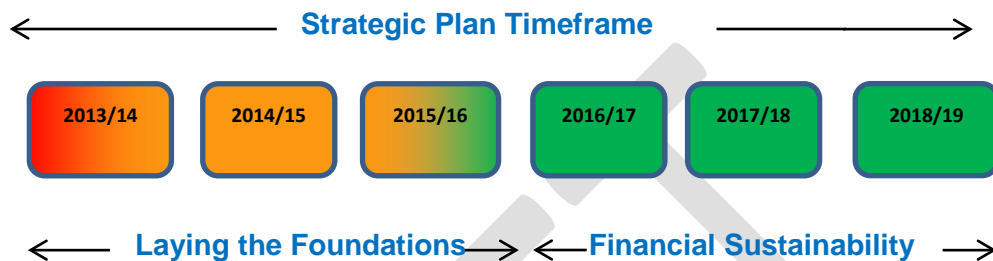 Strategic Plan Timeframe
2013/14 2014/15 2015/16 2016/17 2017/18 2018/19
Laying the Foundations Financial Sustainability